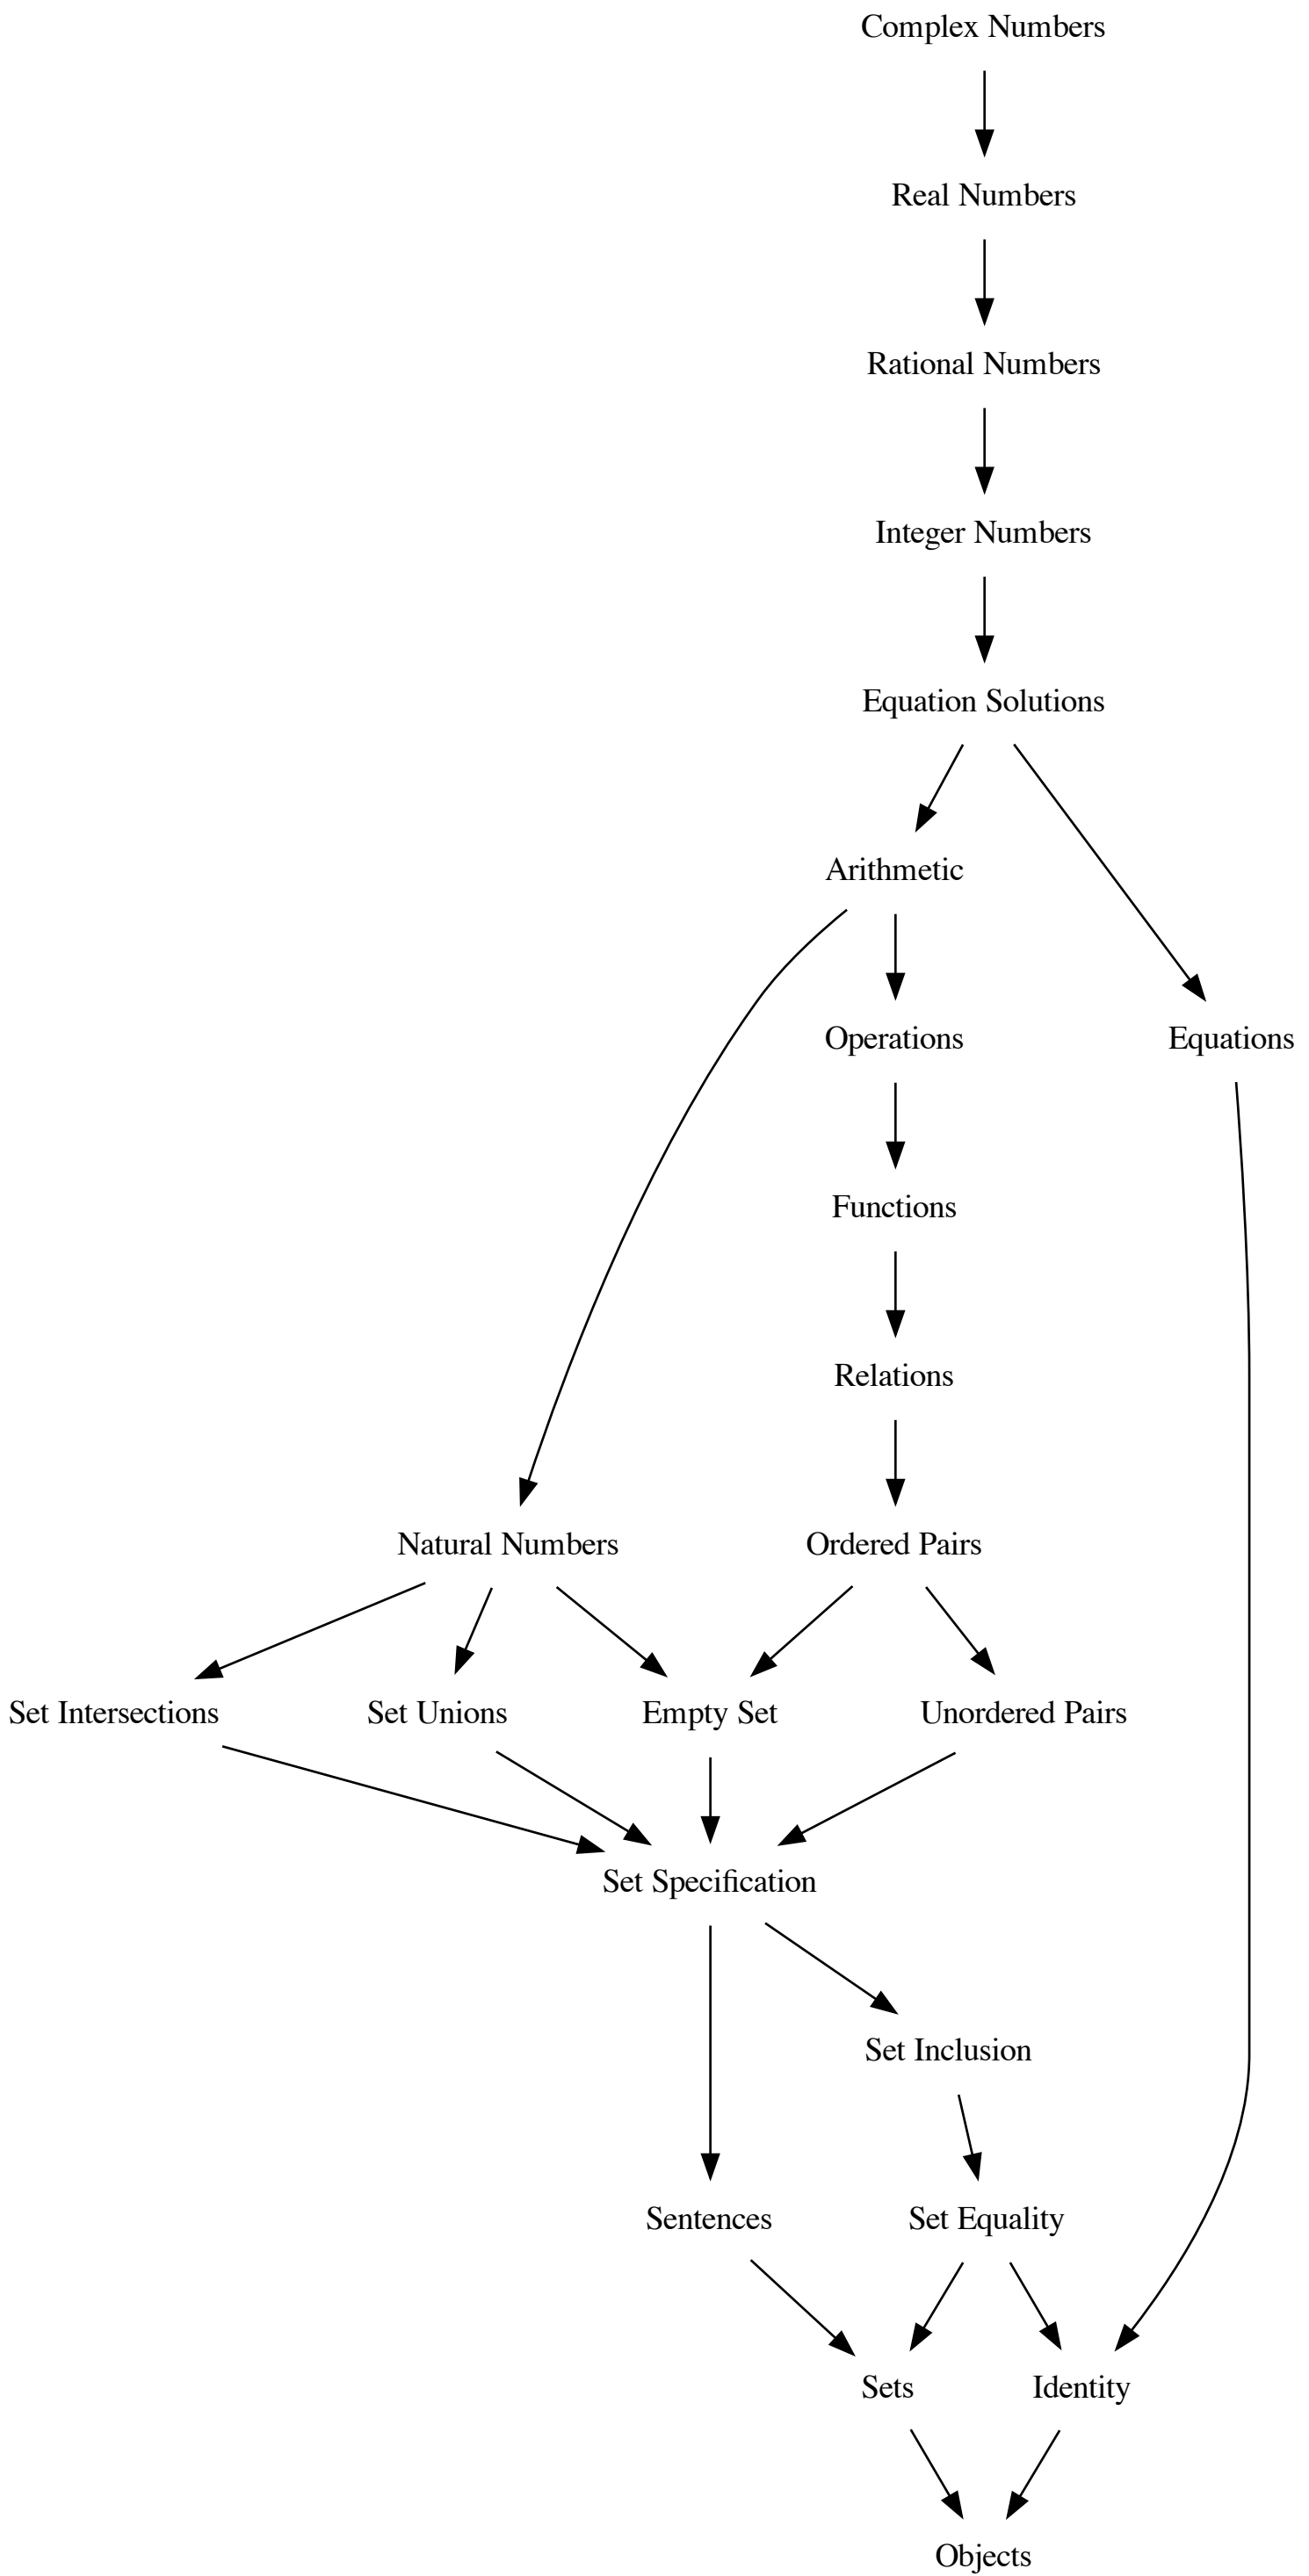 Complex Numbers
Real Numbers
Rational Numbers
Integer Numbers
Equation Solutions
Arithmetic
Operations
Equations
Functions
Relations
Natural Numbers
Ordered Pairs
Set Intersections
Set Unions
Empty Set
Unordered Pairs
Set Specification
Set Inclusion
Sentences
Set Equality
Sets
Identity
Objects